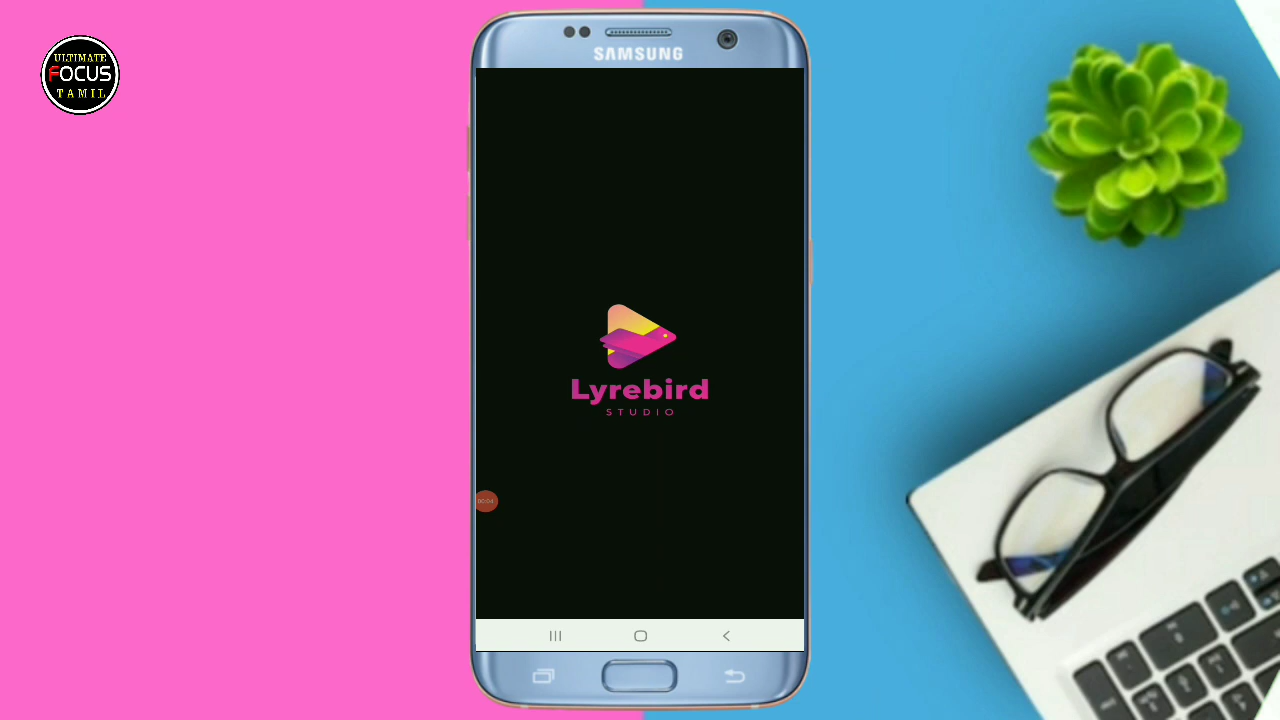 ULTIMATE
FOCUS
TAMIL
SAMSUNG
Lyrebird
STUDIO